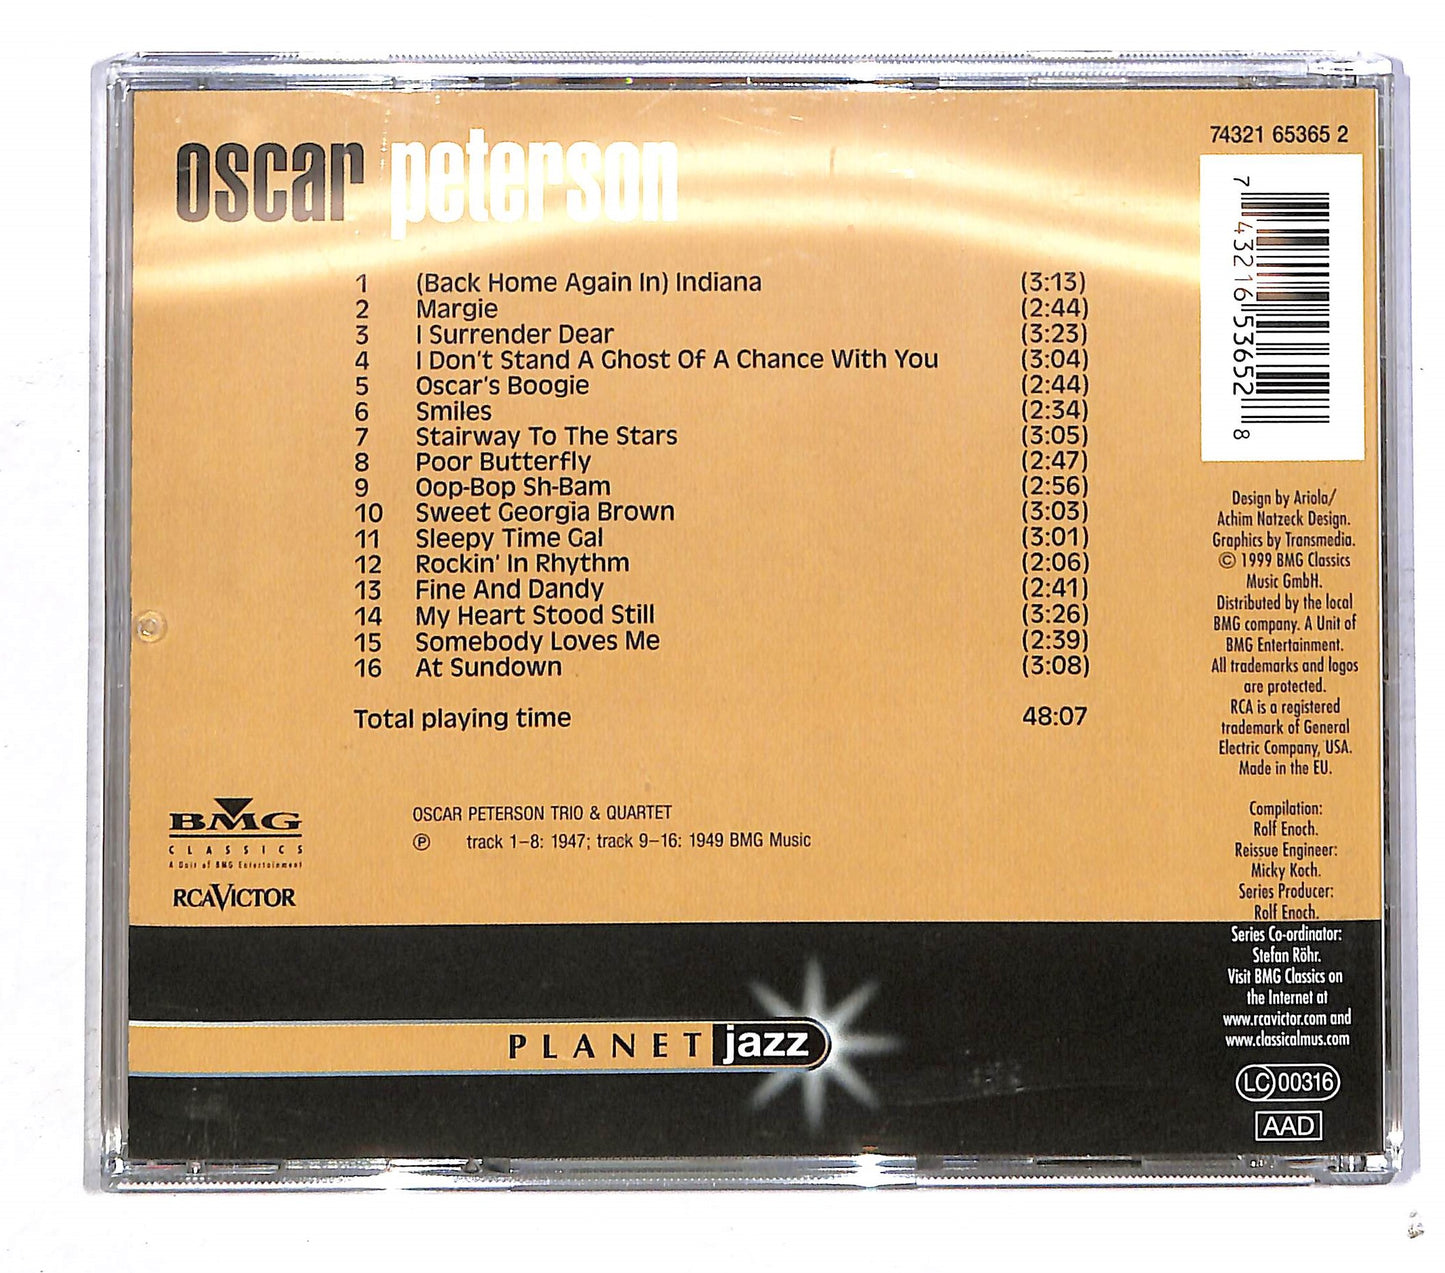 oscar peterson
74321 65365 2
7 43216 53652 8
1 (Back Home Again In) Indiana (3:13)
2 Margie (2:44)
3 I Surrender Dear (3:23)
4 I Don't Stand A Ghost Of A Chance With You (3:04)
5 Oscar's Boogie (2:44)
6 Smiles (2:34)
7 Stairway To The Stars (3:05)
8 Poor Butterfly (2:47)
9 Oop-Bop Sh-Bam (2:56)
10 Sweet Georgia Brown (3:03)
11 Sleepy Time Gal (3:01)
12 Rockin' In Rhythm (2:06)
13 Fine And Dandy (2:41)
14 My Heart Stood Still (3:26)
15 Somebody Loves Me (2:39)
16 At Sundown (3:08)
Total playing time 48:07
OSCAR PETERSON TRIO & QUARTET
℗ track 1–8: 1947; track 9–16: 1949 BMG Music
BMG
CLASSICS
A Unit of BMG Entertainment
RCAVICTOR
Design by Ariola/
Achim Natzeck Design.
Graphics by Transmedia.
© 1999 BMG Classics
Music GmbH.
Distributed by the local
BMG company. A Unit of
BMG Entertainment.
All trademarks and logos
are protected.
RCA is a registered
trademark of General
Electric Company, USA.
Made in the EU.
Compilation:
Rolf Enoch.
Reissue Engineer:
Micky Koch.
Series Producer:
Rolf Enoch.
Series Co-ordinator:
Stefan Röhr.
Visit BMG Classics on
the Internet at
www.rcavictor.com and
www.classicalmus.com
LC 00316
AAD
PLANET jazz